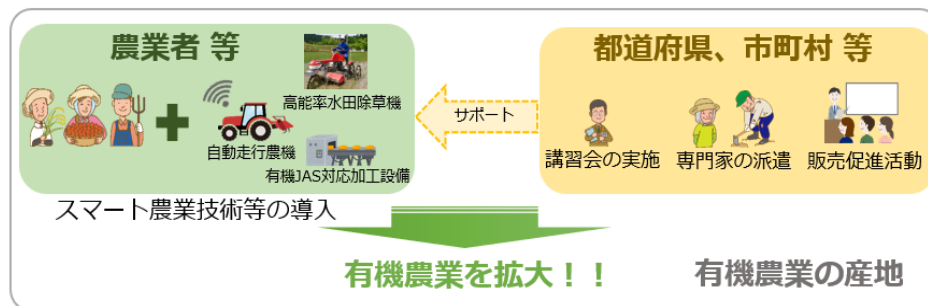 農業者 等
高能率水田除草機
自動走行農機
有機JAS対応加工設備
スマート農業技術等の導入
サポート
都道府県、市町村 等
講習会の実施
専門家の派遣
販売促進活動
有機農業を拡大！！
有機農業の産地